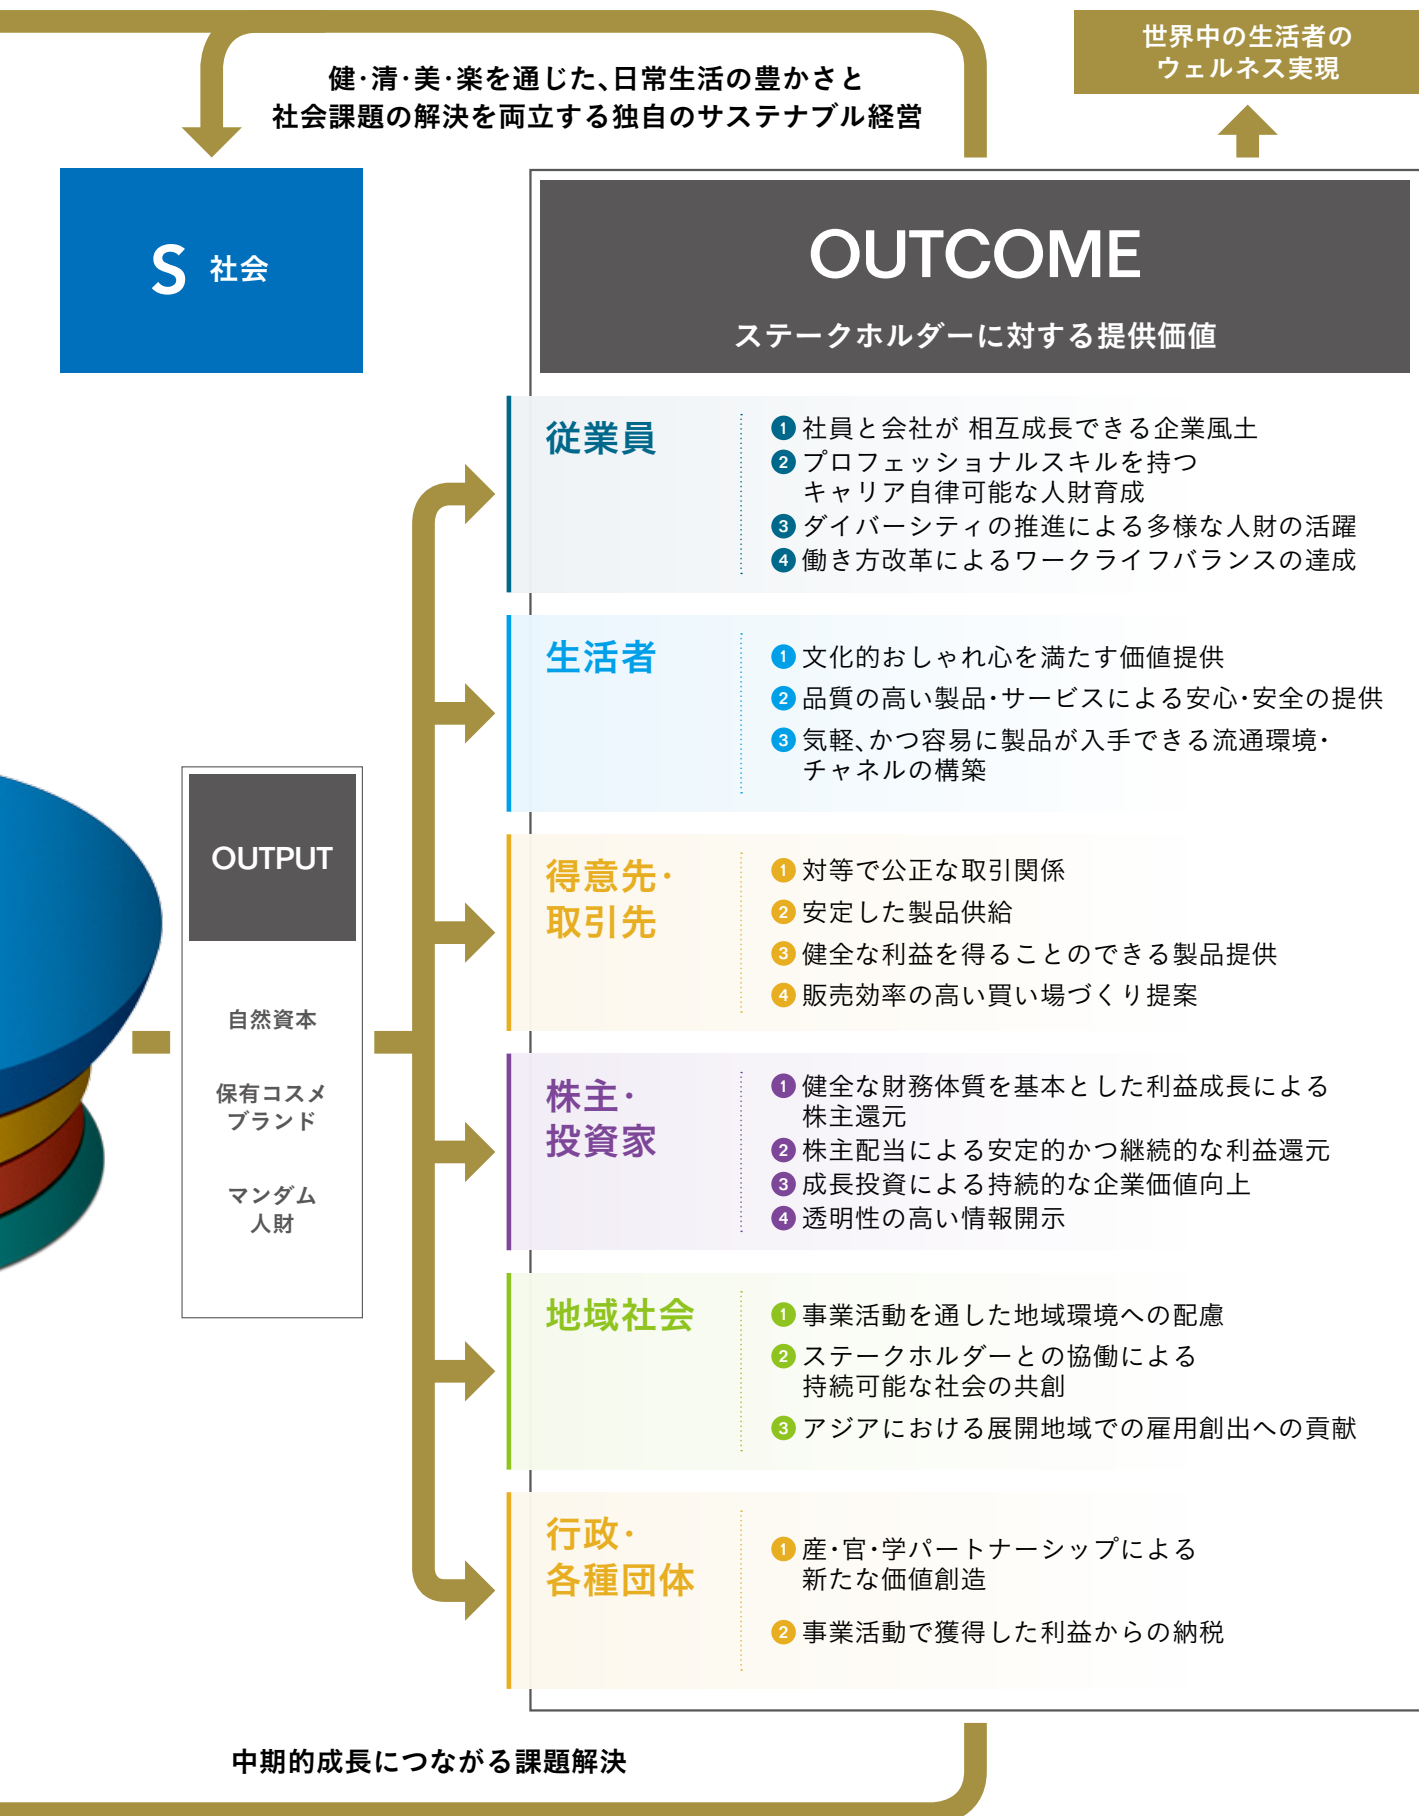 世界中の生活者の
ウェルネス実現
健・清・美・楽を通じた、日常生活の豊かさと
社会課題の解決を両立する独自のサステナブル経営
S 社会
OUTCOME
ステークホルダーに対する提供価値
従業員
1 社員と会社が 相互成長できる企業風土
2 プロフェッショナルスキルを持つ
キャリア自律可能な人財育成
3 ダイバーシティの推進による多様な人財の活躍
4 働き方改革によるワークライフバランスの達成
生活者
1 文化的おしゃれ心を満たす価値提供
2 品質の高い製品・サービスによる安心・安全の提供
3 気軽、かつ容易に製品が入手できる流通環境・
チャネルの構築
得意先・
取引先
1 対等で公正な取引関係
2 安定した製品供給
3 健全な利益を得ることのできる製品提供
4 販売効率の高い買い場づくり提案
OUTPUT
自然資本
保有コスメ
ブランド
マンダム
人財
株主・
投資家
1 健全な財務体質を基本とした利益成長による
株主還元
2 株主配当による安定的かつ継続的な利益還元
3 成長投資による持続的な企業価値向上
4 透明性の高い情報開示
地域社会
1 事業活動を通した地域環境への配慮
2 ステークホルダーとの協働による
持続可能な社会の共創
3 アジアにおける展開地域での雇用創出への貢献
行政・
各種団体
1 産・官・学パートナーシップによる
新たな価値創造
2 事業活動で獲得した利益からの納税
中期的成長につながる課題解決